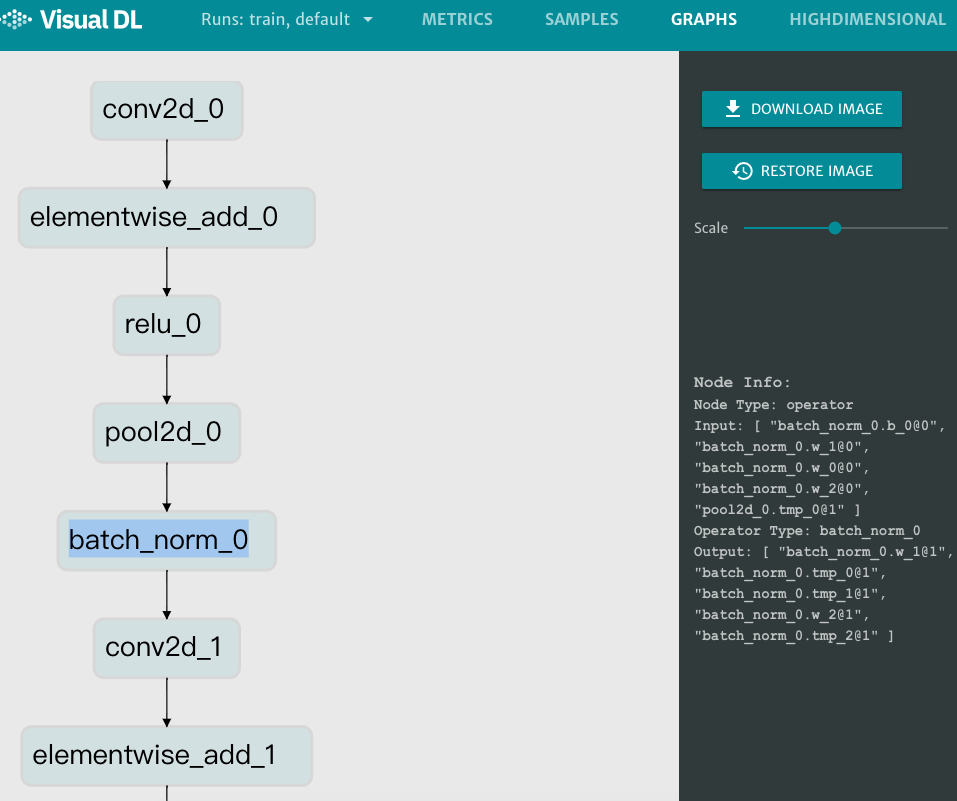 Visual DL
Runs: train, default
METRICS
SAMPLES
GRAPHS
HIGHDIMENSIONAL
conv2d_0
elementwise_add_0
relu_0
pool2d_0
batch_norm_0
conv2d_1
elementwise_add_1
DOWNLOAD IMAGE
RESTORE IMAGE
Scale
Node Info:
Node Type: operator
Input: [ "batch_norm_0.b_0@0",
"batch_norm_0.w_1@0",
"batch_norm_0.w_0@0",
"batch_norm_0.w_2@0",
"pool2d_0.tmp_0@1" ]
Operator Type: batch_norm_0
Output: [ "batch_norm_0.w_1@1",
"batch_norm_0.tmp_0@1",
"batch_norm_0.tmp_1@1",
"batch_norm_0.w_2@1",
"batch_norm_0.tmp_2@1" ]